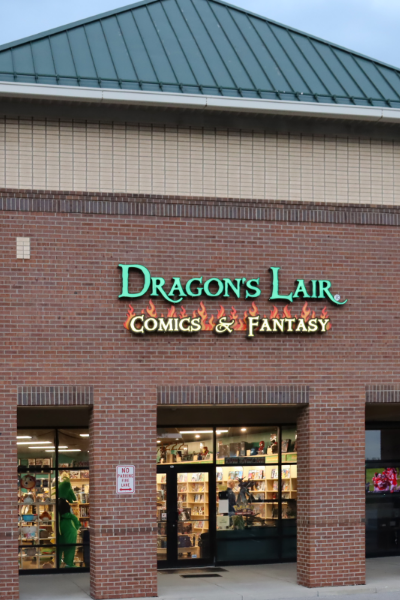 DRAGON'S LAIR
COMICS & FANTASY
NO
PARKING
FIRE
LANE